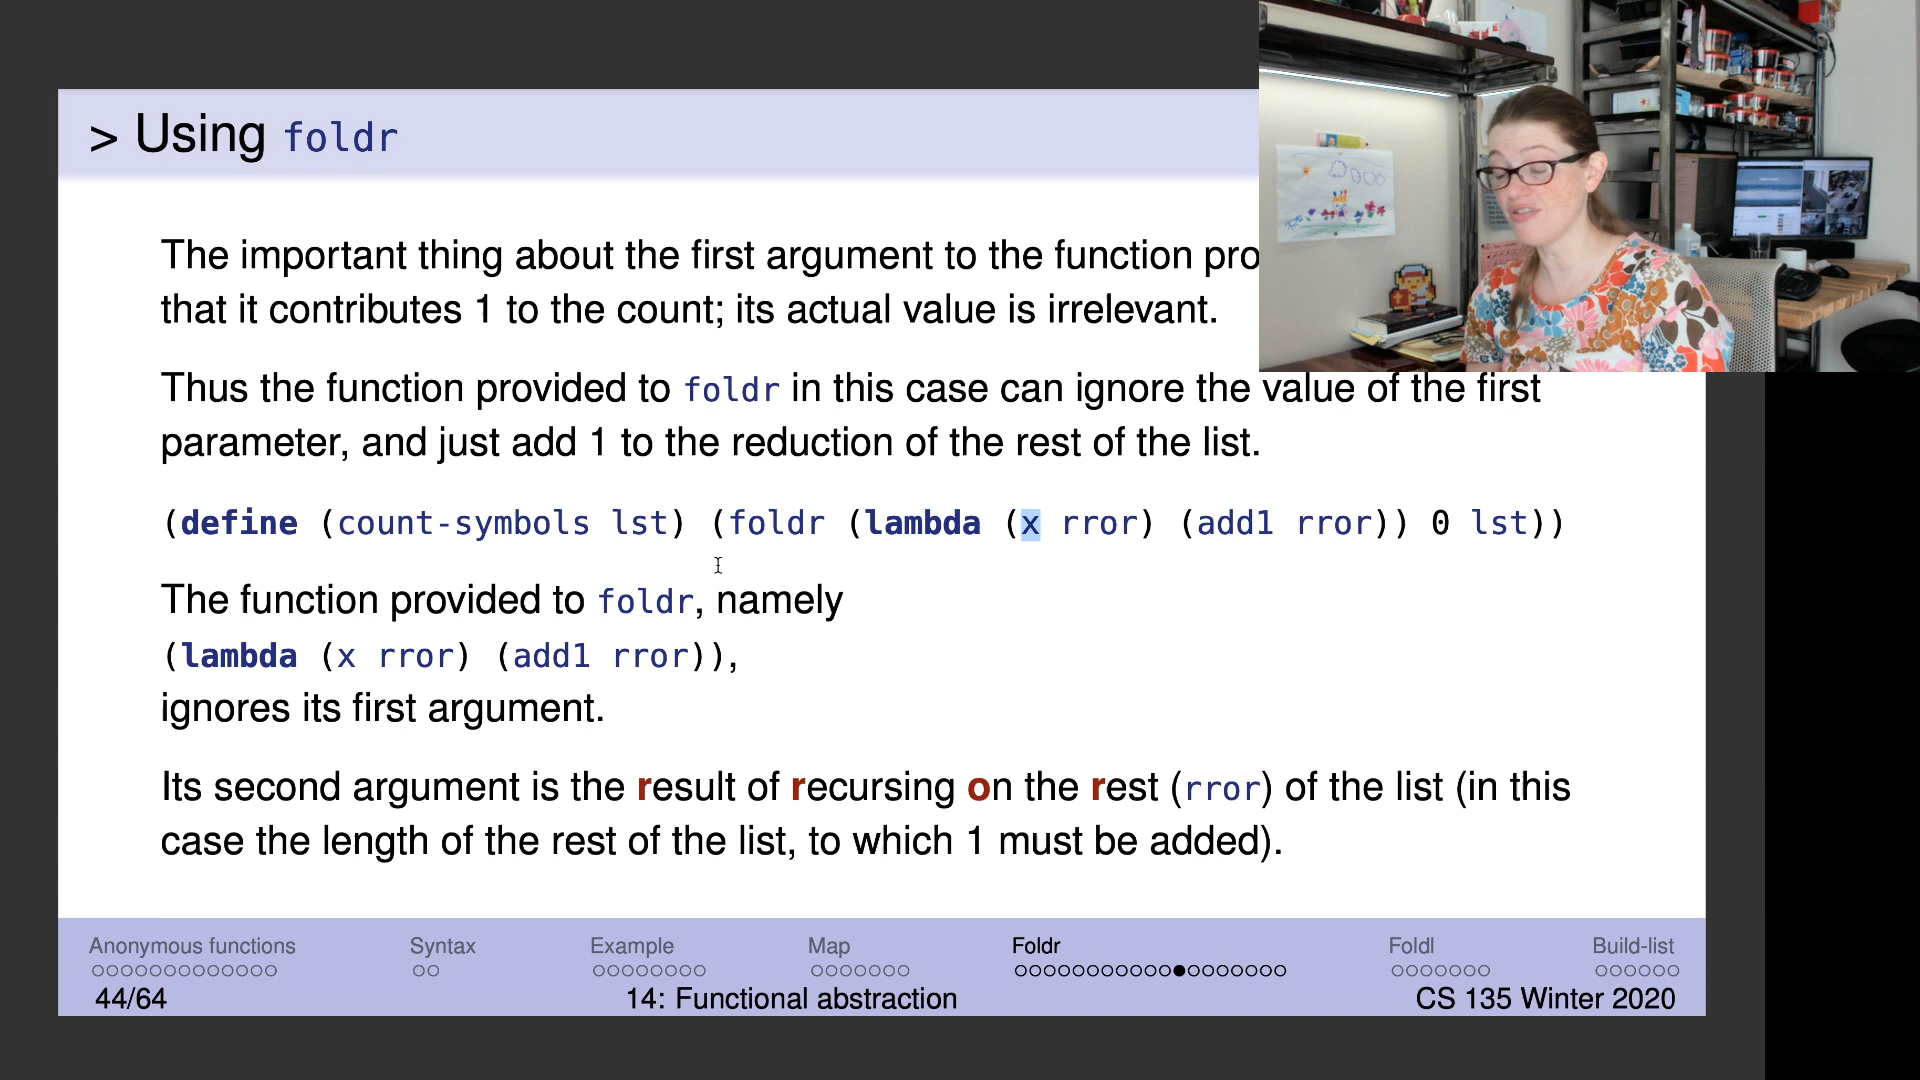 > Using foldr
The important thing about the first argument to the function pro
that it contributes 1 to the count; its actual value is irrelevant.
Thus the function provided to foldr in this case can ignore the value of the first
parameter, and just add 1 to the reduction of the rest of the list.
(define (count-symbols lst) (foldr (lambda (x rror) (add1 rror)) 0 lst))
The function provided to foldr, namely
(lambda (x rror) (add1 rror)),
ignores its first argument.
Its second argument is the result of recursing on the rest (rror) of the list (in this
case the length of the rest of the list, to which 1 must be added).
Anonymous functions Syntax Example Map Foldr Foldl Build-list
44/64 14: Functional abstraction CS 135 Winter 2020